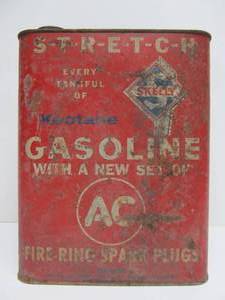 S-T-R-E-T-C-H
EVERY
TANKFUL
OF
SKELLY
Keotane
GASOLINE
WITH A NEW SET OF
AC
FIRE-RING SPARK PLUGS